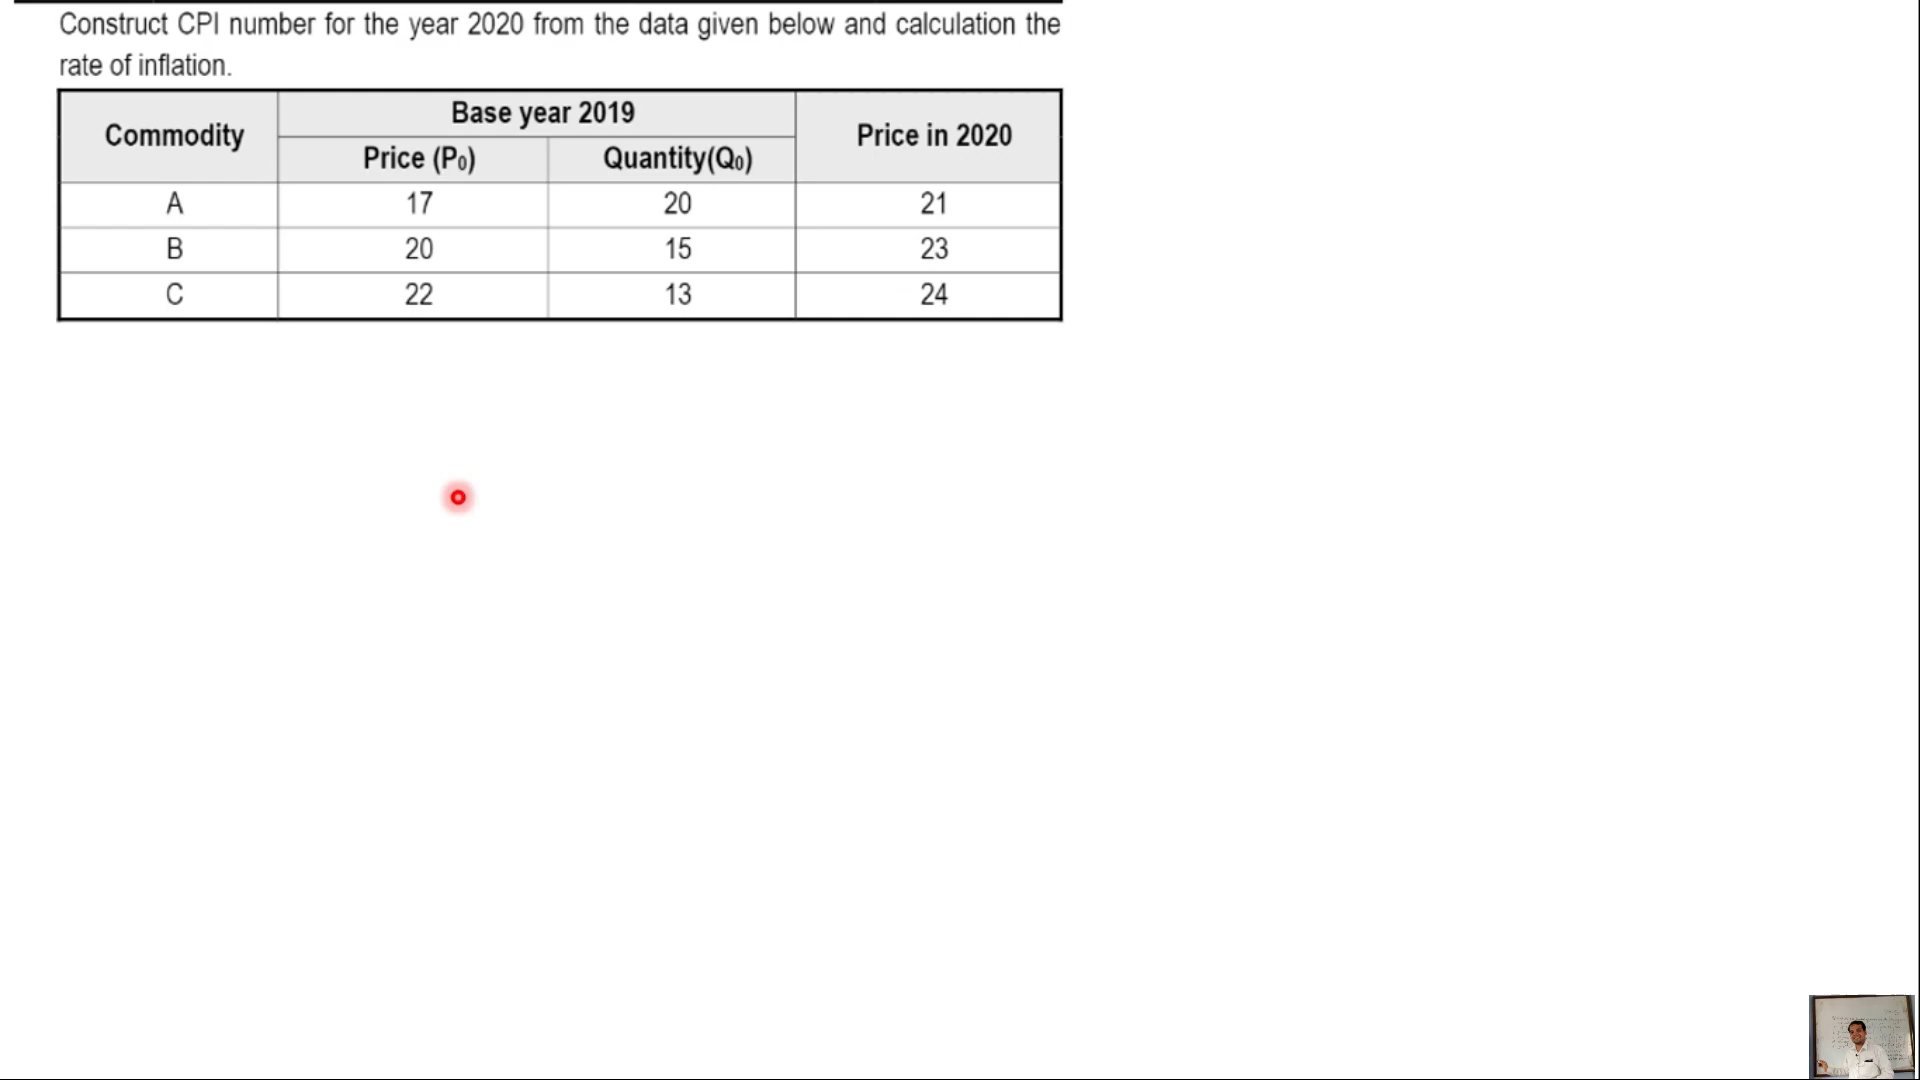 Construct CPI number for the year 2020 from the data given below and calculation the
rate of inflation.
Commodity Base year 2019 Price in 2020
Price (P₀) Quantity(Q₀)
A 17 20 21
B 20 15 23
C 22 13 24